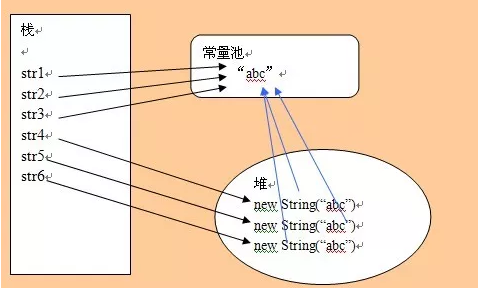 栈
str1
str2
str3
str4
str5
str6
常量池
“abc”
堆
new String(“abc”)
new String(“abc”)
new String(“abc”)